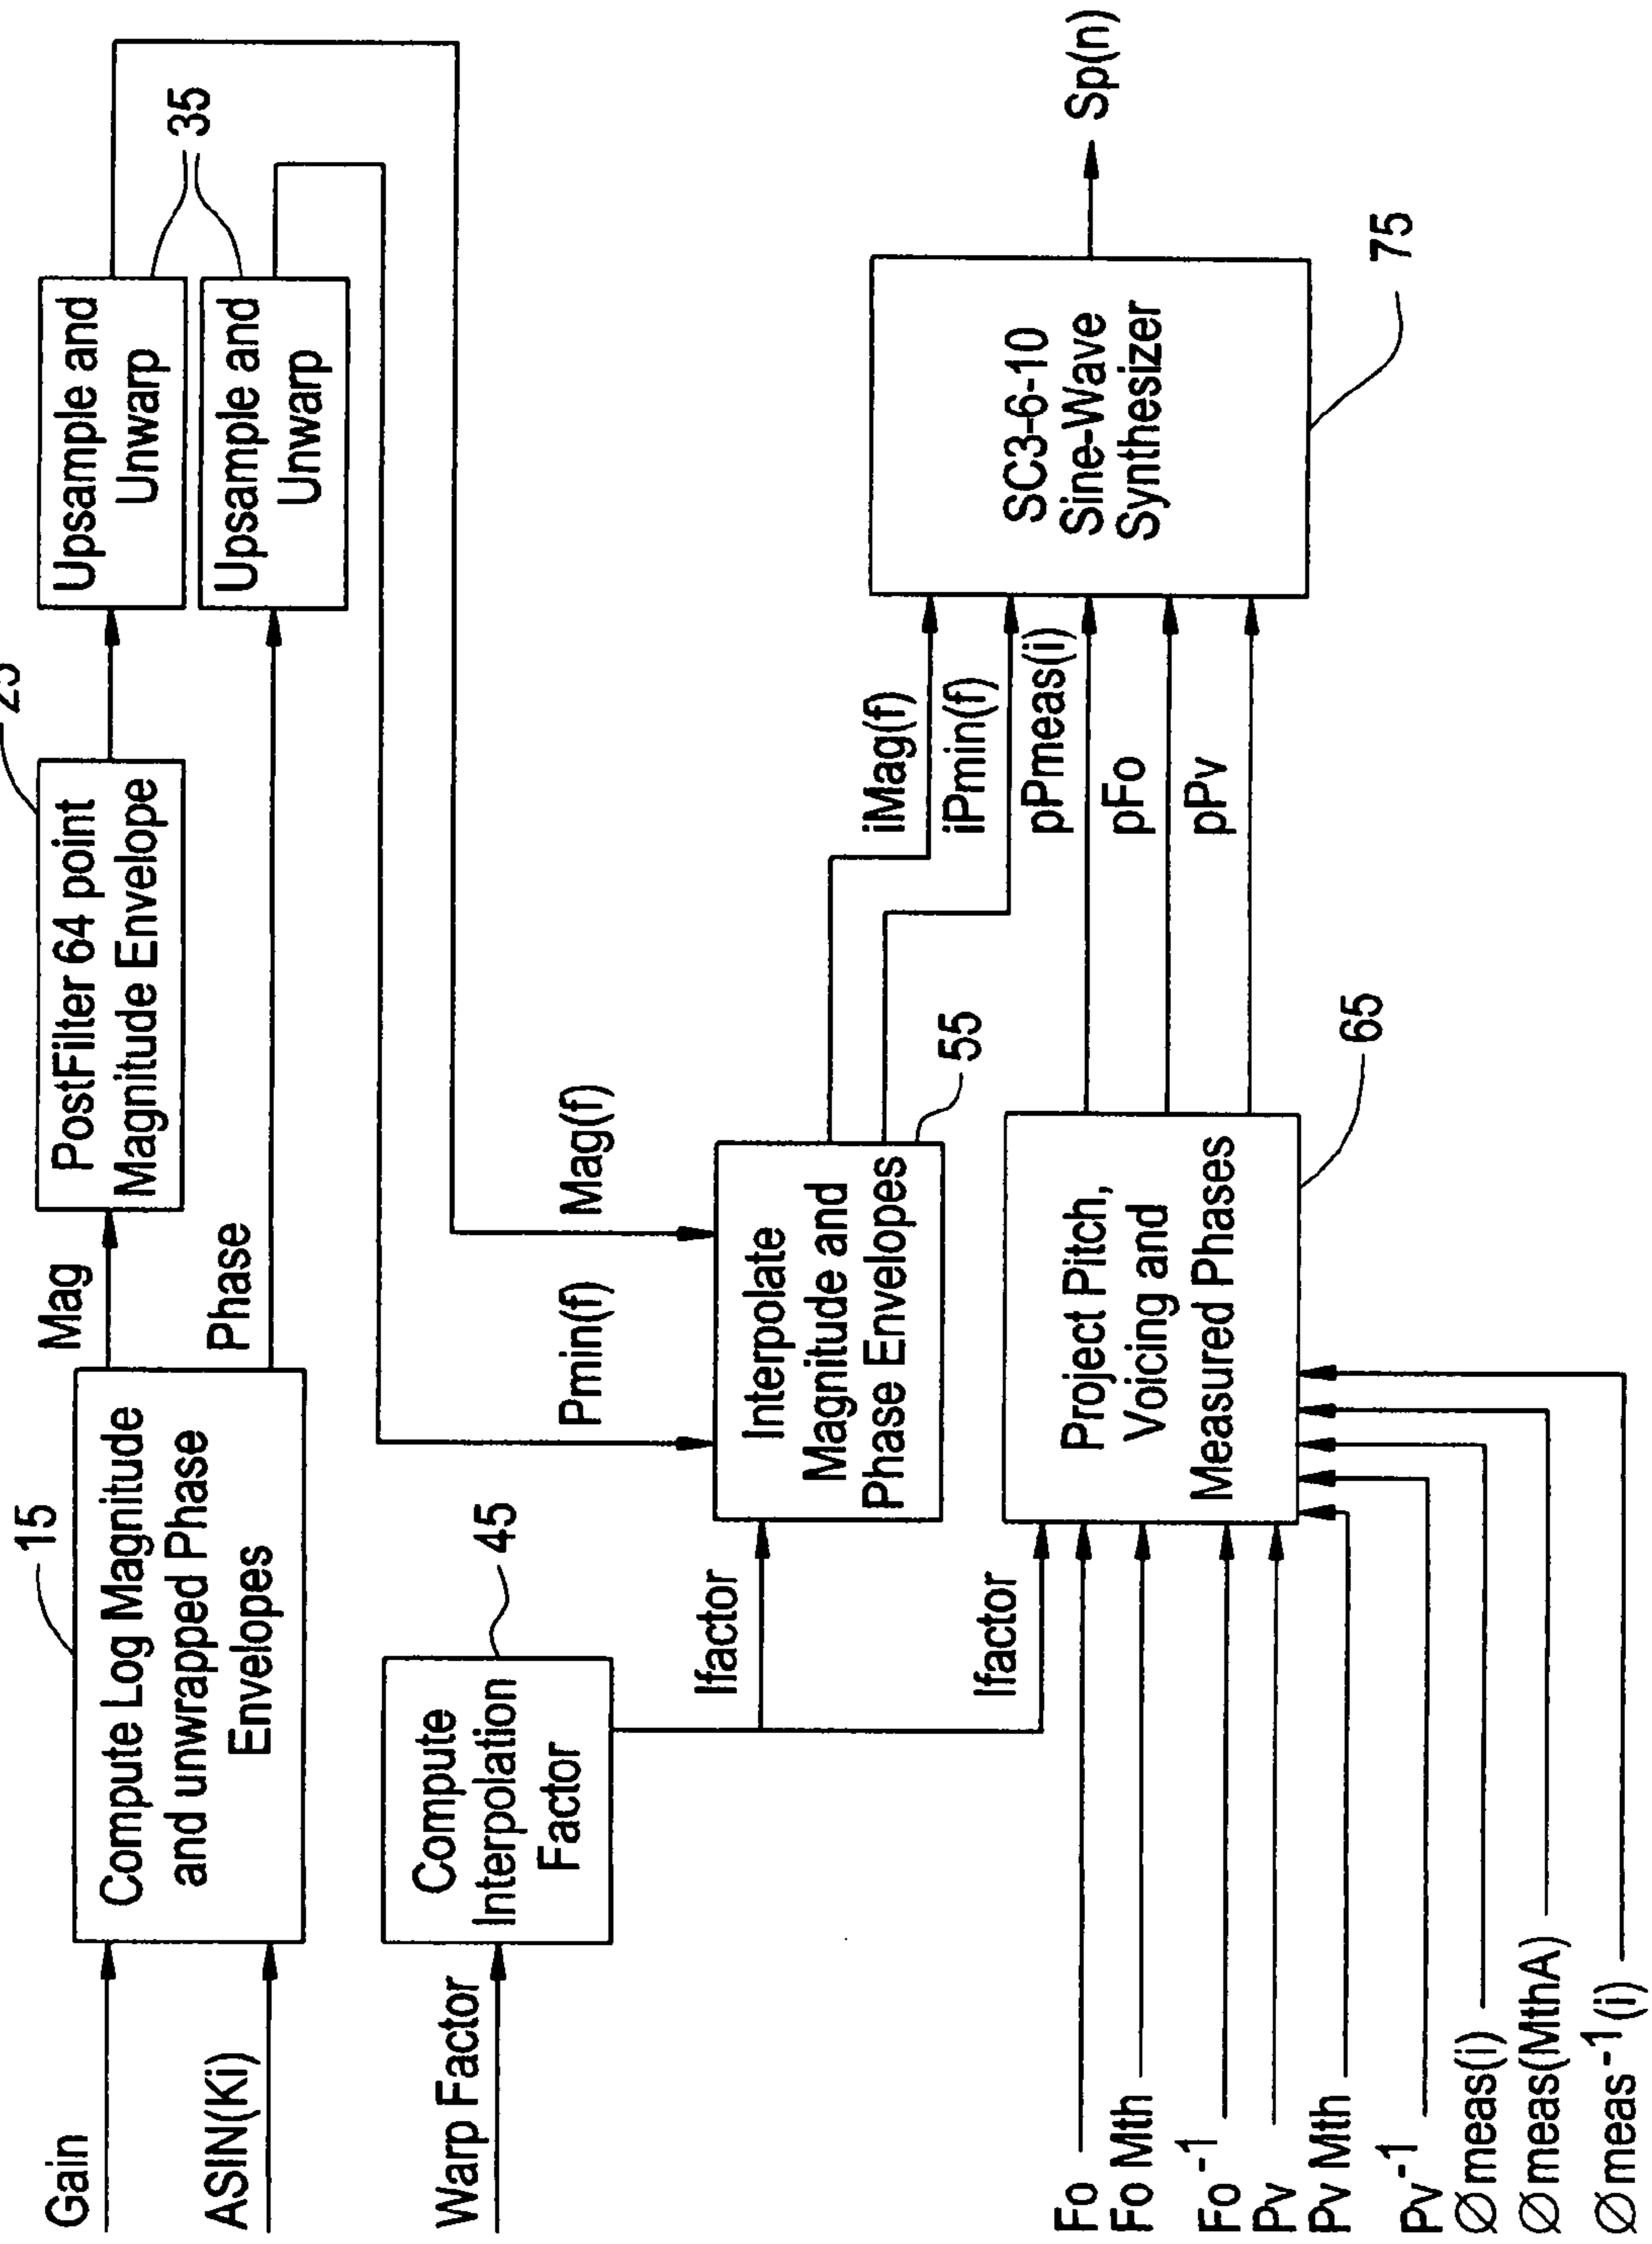 Gain
ASIN(Ki)
15
Compute Log Magnitude
and unwrapped Phase
Envelopes
Mag
Phase
PostFilter 64 point
Magnitude Envelope
Upsample and
Unwarp
Upsample and
Unwarp
35
Warp Factor
Compute
Interpolation
Factor
45
Ifactor
Ifactor
Pmin(f)
Mag(f)
Interpolate
Magnitude and
Phase Envelopes
55
iMag(f)
iPmin(f)
pPmeas(i)
pFo
pPv
Fo
Fo Mth
Fo⁻¹
Pv
Pv Mth
Pv⁻¹
∅meas(i)
∅meas(MthA)
∅meas⁻¹(i)
Project Pitch,
Voicing and
Measured Phases
65
SC3-6-10
Sine-Wave
Synthesizer
75
Sp(n)